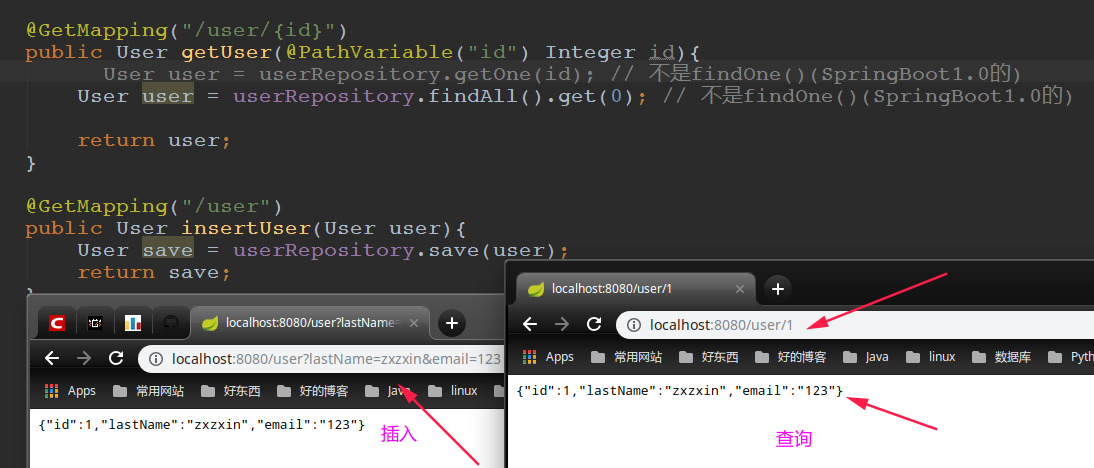 @GetMapping("/user/{id}")
public User getUser(@PathVariable("id") Integer id){
User user = userRepository.getOne(id); // 不是findOne()(SpringBoot1.0的)
User user = userRepository.findAll().get(0); // 不是findOne()(SpringBoot1.0的)
return user;
}
@GetMapping("/user")
public User insertUser(User user){
User save = userRepository.save(user);
return save;
localhost:8080/user?lastName=
localhost:8080/user?lastName=zxzxin&email=123
Apps 常用网站 好东西 好的博客 Java linux
{"id":1,"lastName":"zxzxin","email":"123"}
插入
localhost:8080/user/1
localhost:8080/user/1
Apps 常用网站 好东西 好的博客 Java linux 数据库 Pyth
{"id":1,"lastName":"zxzxin","email":"123"}
查询